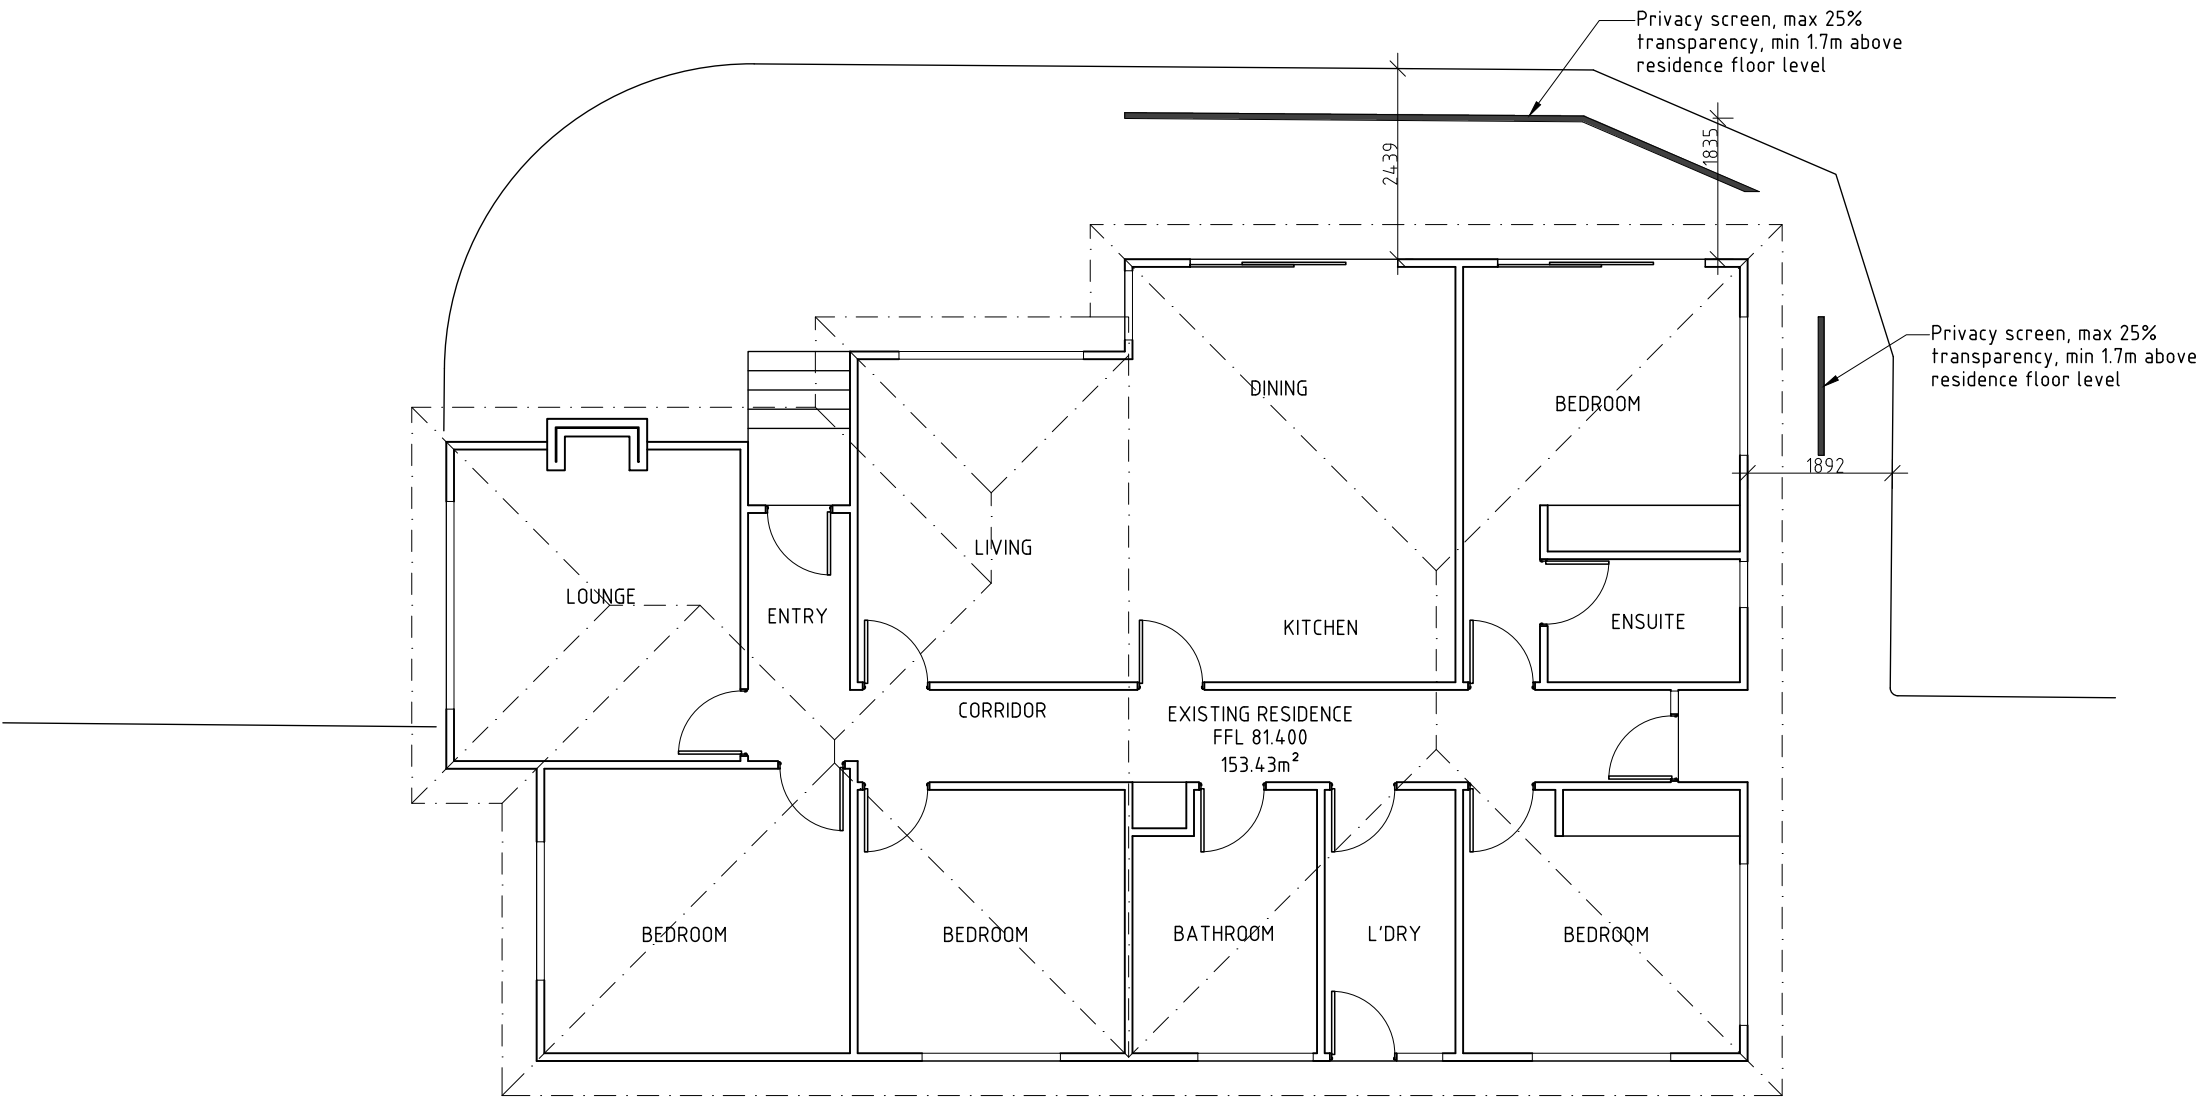 Privacy screen, max 25%
transparency, min 1.7m above
residence floor level
2439
1835
Privacy screen, max 25%
transparency, min 1.7m above
residence floor level
1892
DINING
BEDROOM
LIVING
LOUNGE
ENTRY
KITCHEN
ENSUITE
CORRIDOR
EXISTING RESIDENCE
FFL 81.400
153.43m²
BEDROOM
BEDROOM
BATHROOM
L'DRY
BEDROOM